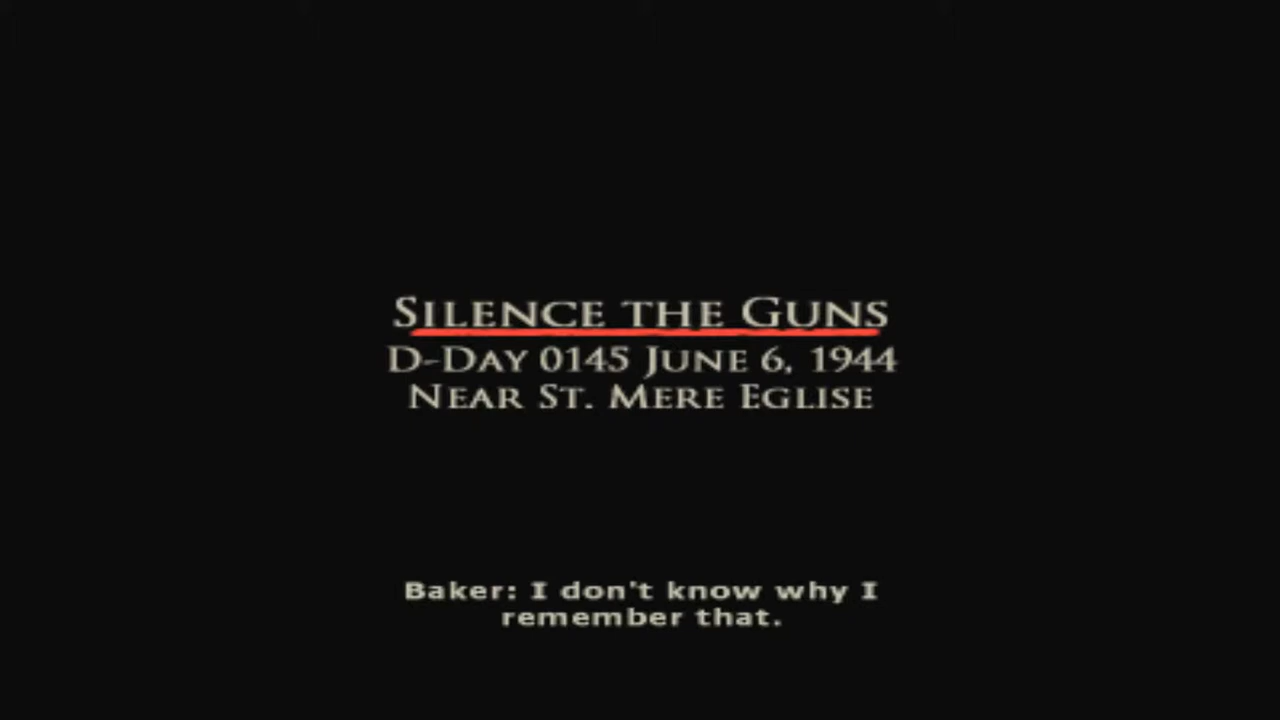 Silence the Guns
D-Day 0145 June 6, 1944
Near St. Mere Eglise
Baker: I don't know why I
remember that.